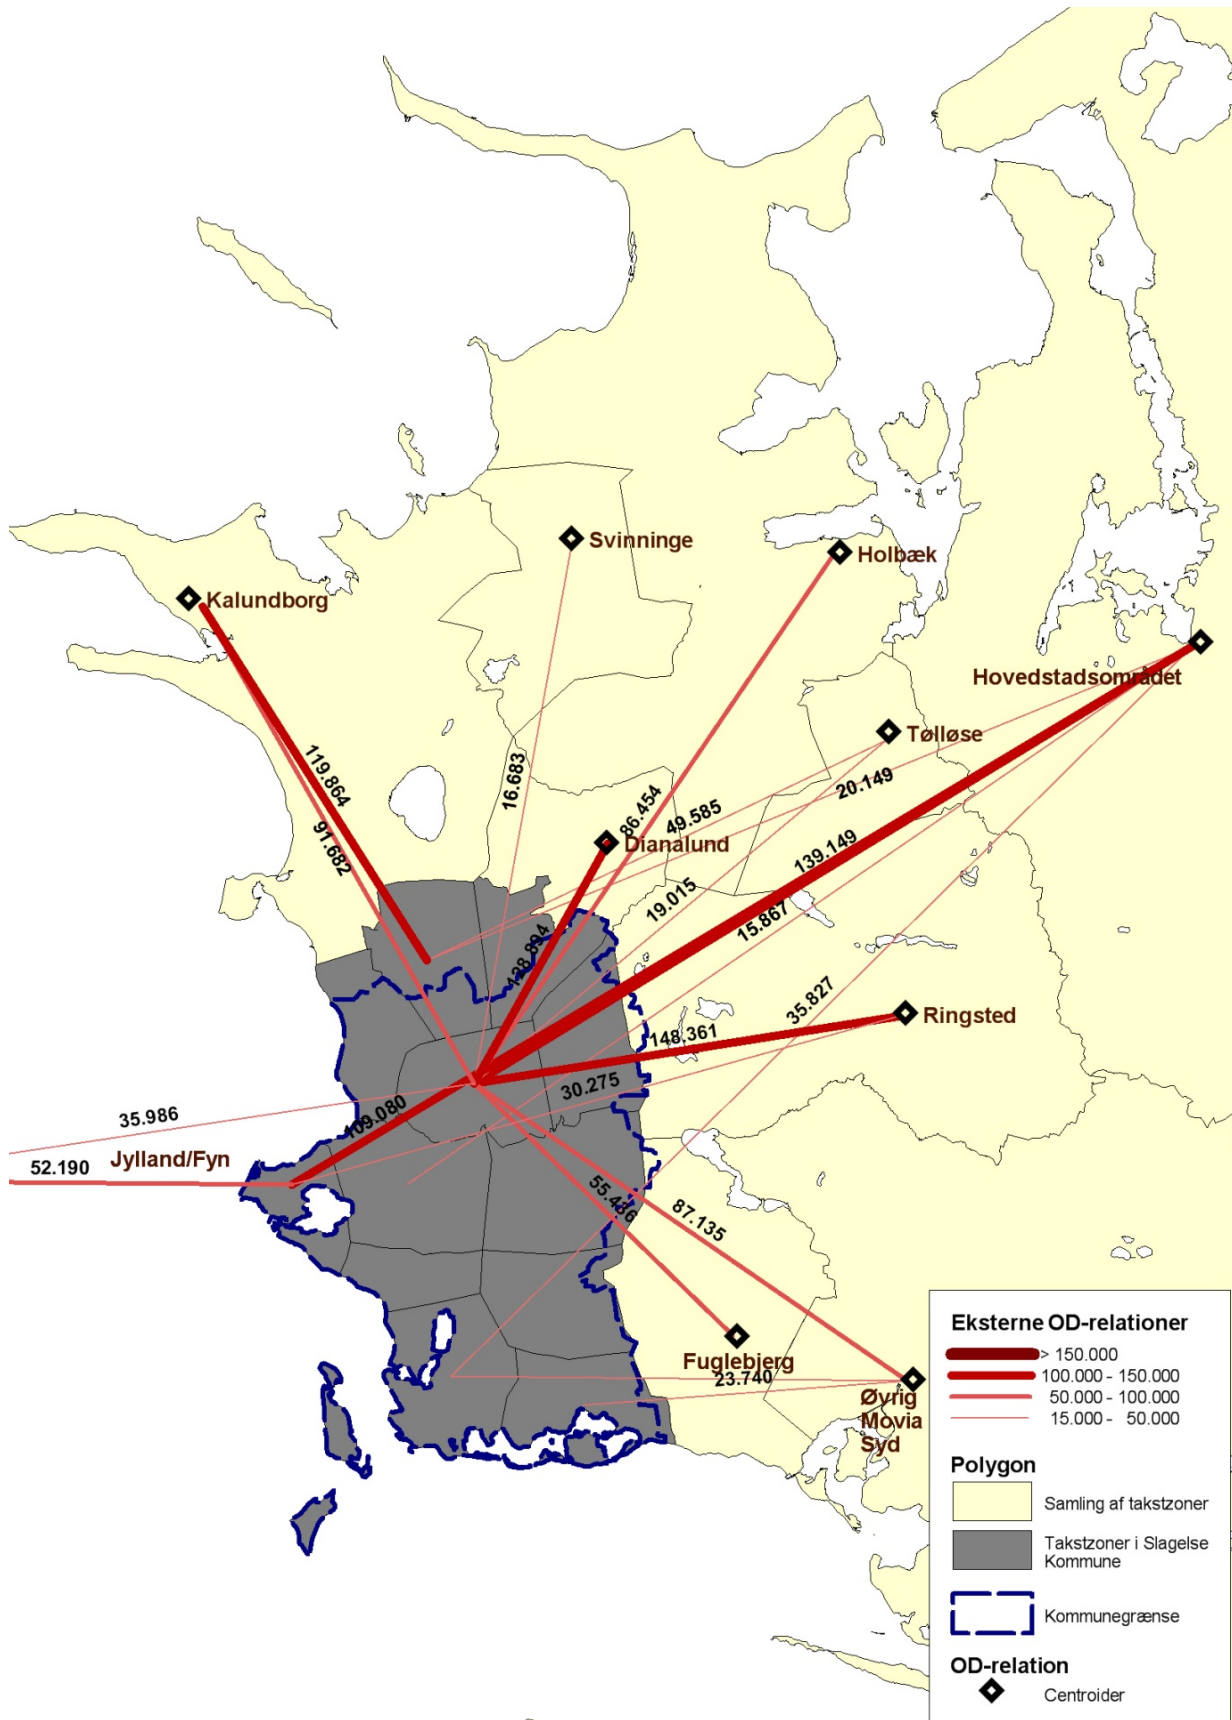 Svinninge
Holbæk
Kalundborg
Hovedstadsområdet
Tølløse
119.864
16.683
20.149
86.454
49.585
91.682
Dianalund
139.149
19.015
15.867
128.894
35.827
Ringsted
148.361
30.275
35.986
109.080
Jylland/Fyn
52.190
55.436
87.135
Fuglebjerg
23.740
Øvrig
Movia
Syd
Eksterne OD-relationer
> 150.000
100.000 - 150.000
50.000 - 100.000
15.000 - 50.000
Polygon
Samling af takstzoner
Takstzoner i Slagelse
Kommune
Kommunegrænse
OD-relation
Centroider